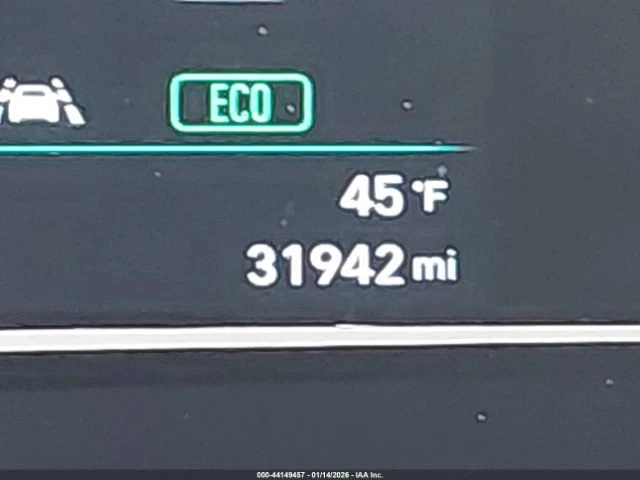 ECO
45°F
31942 mi
000-44149457 - 01/14/2026 - IAA Inc.